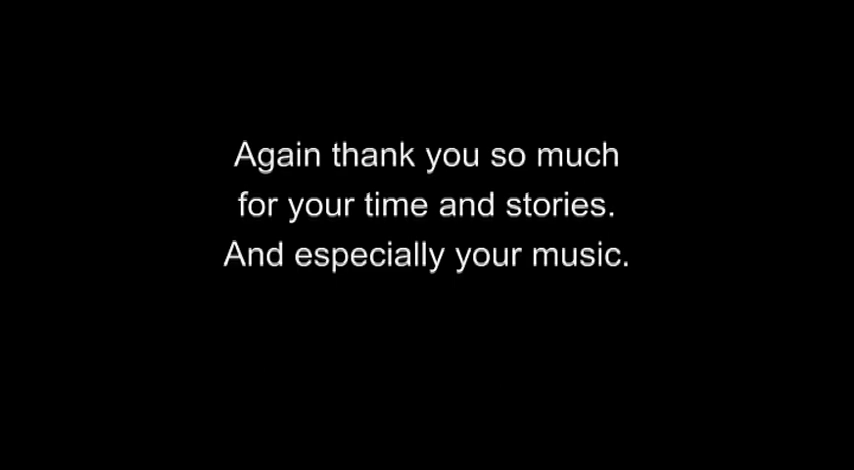 Again thank you so much
for your time and stories.
And especially your music.